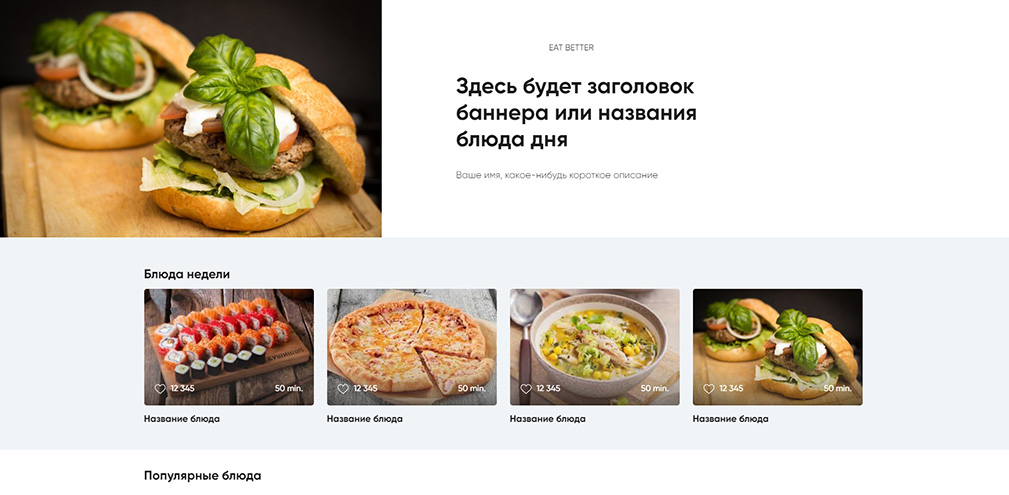 EAT BETTER
Здесь будет заголовок
баннера или названия
блюда дня
Ваше имя, какое-нибудь короткое описание
Блюда недели
12 345 50 min.
12 345 50 min.
12 345 50 min.
12 345 50 min.
Название блюда
Название блюда
Название блюда
Название блюда
Популярные блюда